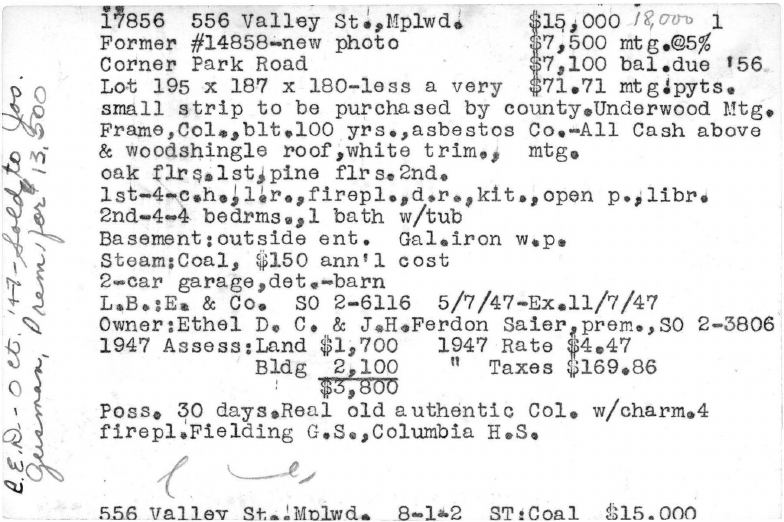 17856 556 Valley St.,Mplwd. $15,000 18,000 1
Former #14858-new photo $7,500 mtg.@5%
Corner Park Road $7,100 bal.due '56
Lot 195 x 187 x 180-less a very $71.71 mtg.pyts.
small strip to be purchased by county.Underwood Mtg.
Frame,Col.,blt.100 yrs.,asbestos Co.-All Cash above
& woodshingle roof,white trim., mtg.
oak flrs.1st,pine flrs.2nd.
1st-4-c.h.,l.r.,firepl.,d.r.,kit.,open p.,libr.
2nd-4-4 bedrms.,1 bath w/tub
Basement:outside ent. Gal.iron w.p.
Steam:Coal, $150 ann'l cost
2-car garage,det.-barn
L.B.:E. & Co. SO 2-6116 5/7/47-Ex.11/7/47
Owner:Ethel D. C. & J.H.Ferdon Saier,prem.,SO 2-3806
1947 Assess:Land $1,700 1947 Rate $4.47
Bldg 2,100 " Taxes $169.86
$3,800
Poss. 30 days.Real old authentic Col. w/charm.4
firepl.Fielding G.S.,Columbia H.S.
556 Valley St.,Mplwd. 8-1-2 ST:Coal $15,000
P.E.D.-Oct. '47-Sold to Jos.
Gusman, Prem. for $13,500